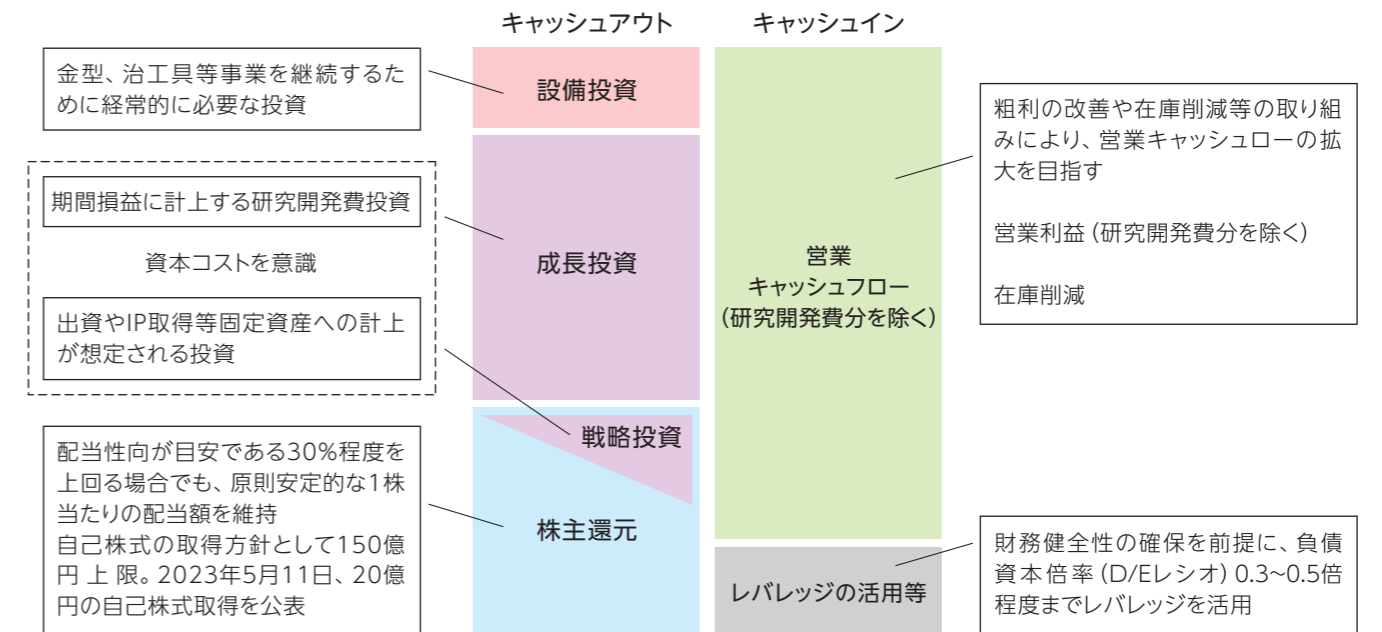 キャッシュアウト
キャッシュイン
金型、治工具等事業を継続するた
めに経常的に必要な投資
期間損益に計上する研究開発費投資
資本コストを意識
出資やIP取得等固定資産への計上
が想定される投資
配当性向が目安である30%程度を
上回る場合でも、原則安定的な1株
当たりの配当額を維持
自己株式の取得方針として150億
円上限。2023年5月11日、20億
円の自己株式取得を公表
設備投資
成長投資
戦略投資
株主還元
営業
キャッシュフロー
(研究開発費分を除く)
レバレッジの活用等
粗利の改善や在庫削減等の取り組
みにより、営業キャッシュローの拡
大を目指す
営業利益(研究開発費分を除く)
在庫削減
財務健全性の確保を前提に、負債
資本倍率(D/Eレシオ)0.3~0.5倍
程度までレバレッジを活用